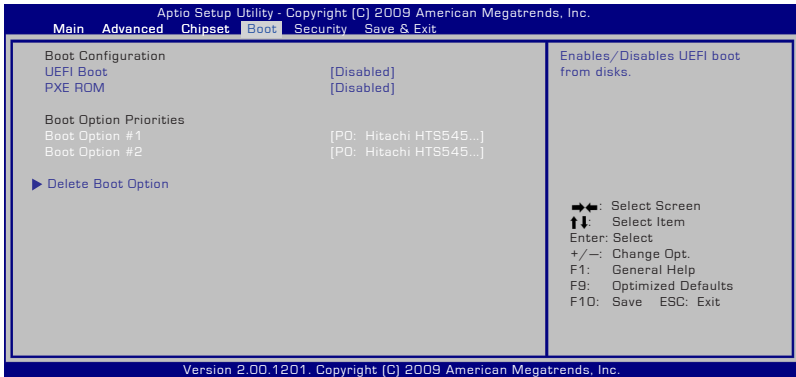 Aptio Setup Utility - Copyright (C) 2009 American Megatrends, Inc.
Main Advanced Chipset Boot Security Save & Exit
Boot Configuration
UEFI Boot [Disabled]
PXE ROM [Disabled]
Boot Option Priorities
Boot Option #1 [P0: Hitachi HTS545...]
Boot Option #2 [P0: Hitachi HTS545...]
▶ Delete Boot Option
Enables/Disables UEFI boot
from disks.
➡⬅: Select Screen
⬆⬇: Select Item
Enter: Select
+/—: Change Opt.
F1: General Help
F9: Optimized Defaults
F10: Save ESC: Exit
Version 2.00.1201. Copyright (C) 2009 American Megatrends, Inc.